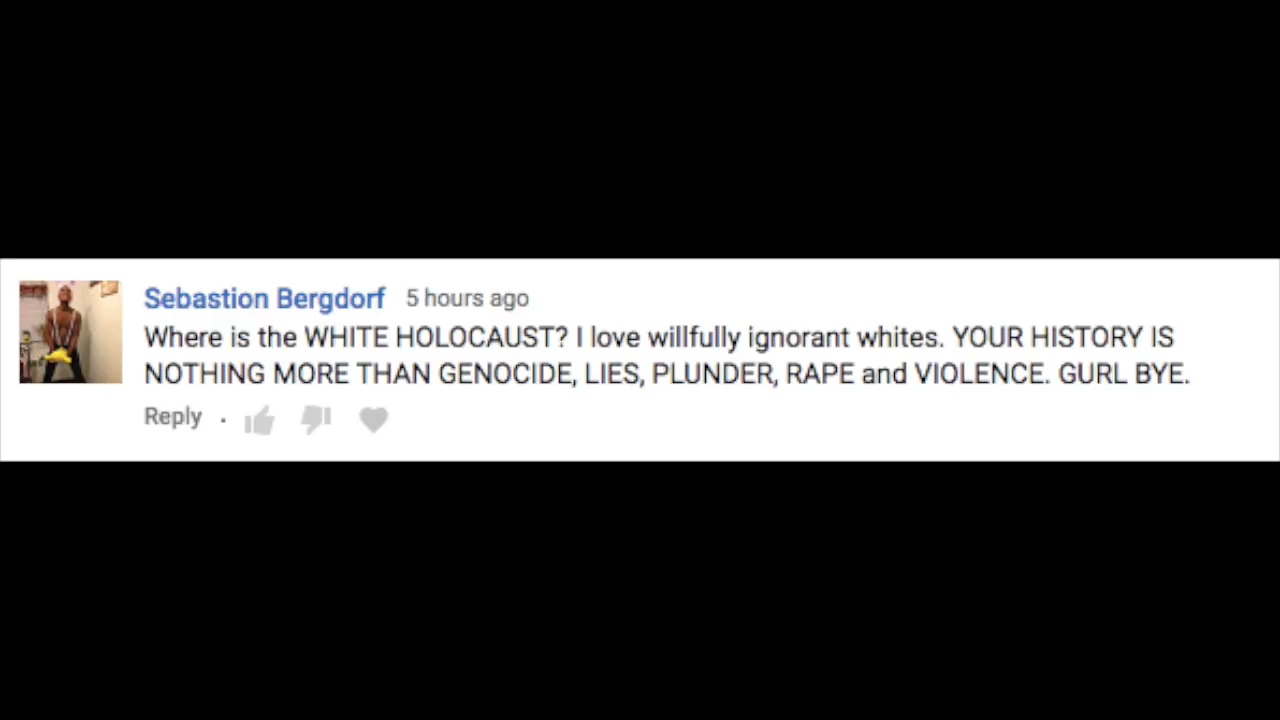 Sebastion Bergdorf 5 hours ago
Where is the WHITE HOLOCAUST? I love willfully ignorant whites. YOUR HISTORY IS
NOTHING MORE THAN GENOCIDE, LIES, PLUNDER, RAPE and VIOLENCE. GURL BYE.
Reply .